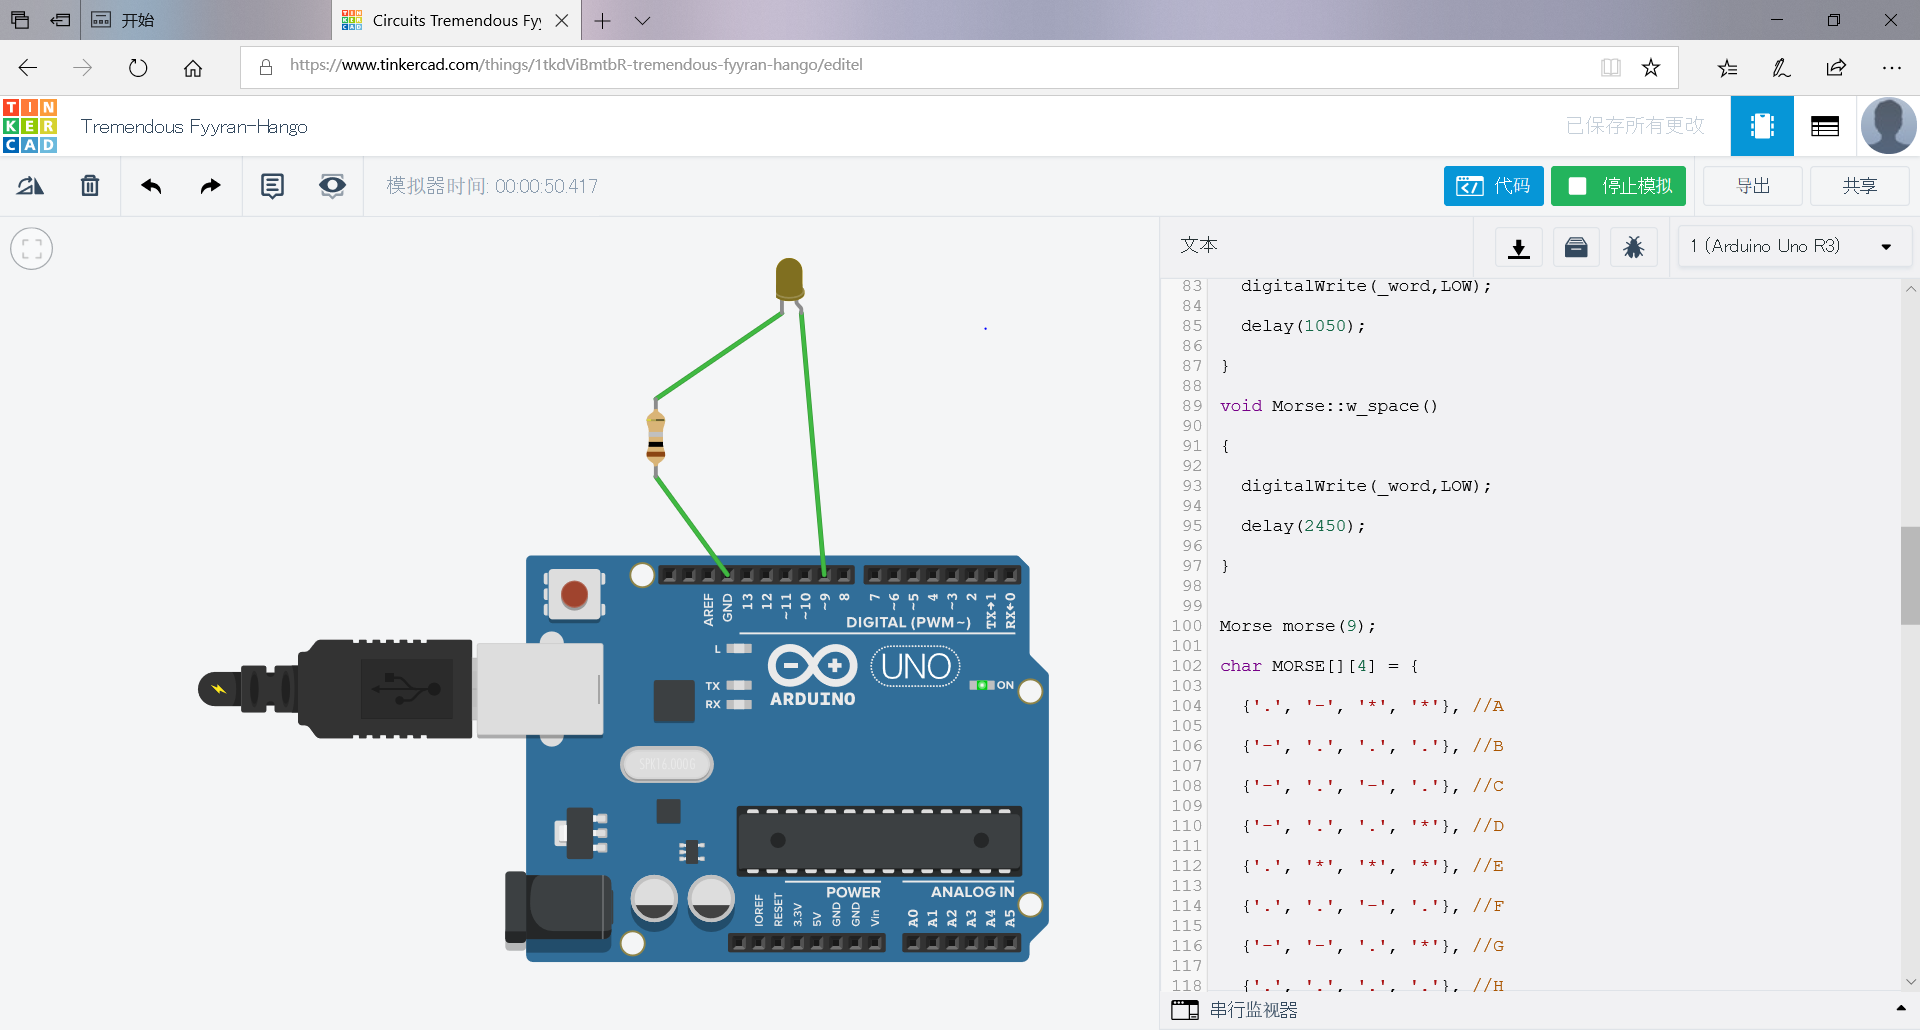 开始
Circuits Tremendous Fyy
https://www.tinkercad.com/things/1tkdViBmtbR-tremendous-fyyran-hango/editel
TIN
KER
CAD
Tremendous Fyyran-Hango
已保存所有更改
模拟器时间: 00:00:50.417
代码
停止模拟
导出
共享
文本
1 (Arduino Uno R3)
83 digitalWrite(_word,LOW);
84
85 delay(1050);
86
87 }
88
89 void Morse::w_space()
90
91 {
92
93 digitalWrite(_word,LOW);
94
95 delay(2450);
96
97 }
98
99
100 Morse morse(9);
101
102 char MORSE[][4] = {
103
104 {'.', '-', '*', '*'}, //A
105
106 {'-', '.', '.', '.'}, //B
107
108 {'-', '.', '-', '.'}, //C
109
110 {'-', '.', '.', '*'}, //D
111
112 {'.', '*', '*', '*'}, //E
113
114 {'.', '.', '-', '.'}, //F
115
116 {'-', '-', '.', '*'}, //G
117
118 {'.', '.', '.', '.'}, //H
串行监视器
AREF
GND
13
12
~11
~10
~9
8
7
~6
~5
4
~3
2
TX→1
RX←0
DIGITAL (PWM~)
L
TX
RX
ARDUINO
UNO
ON
SPK16.000G
POWER
ANALOG IN
IOREF
RESET
3.3V
5V
GND
GND
Vin
A0
A1
A2
A3
A4
A5